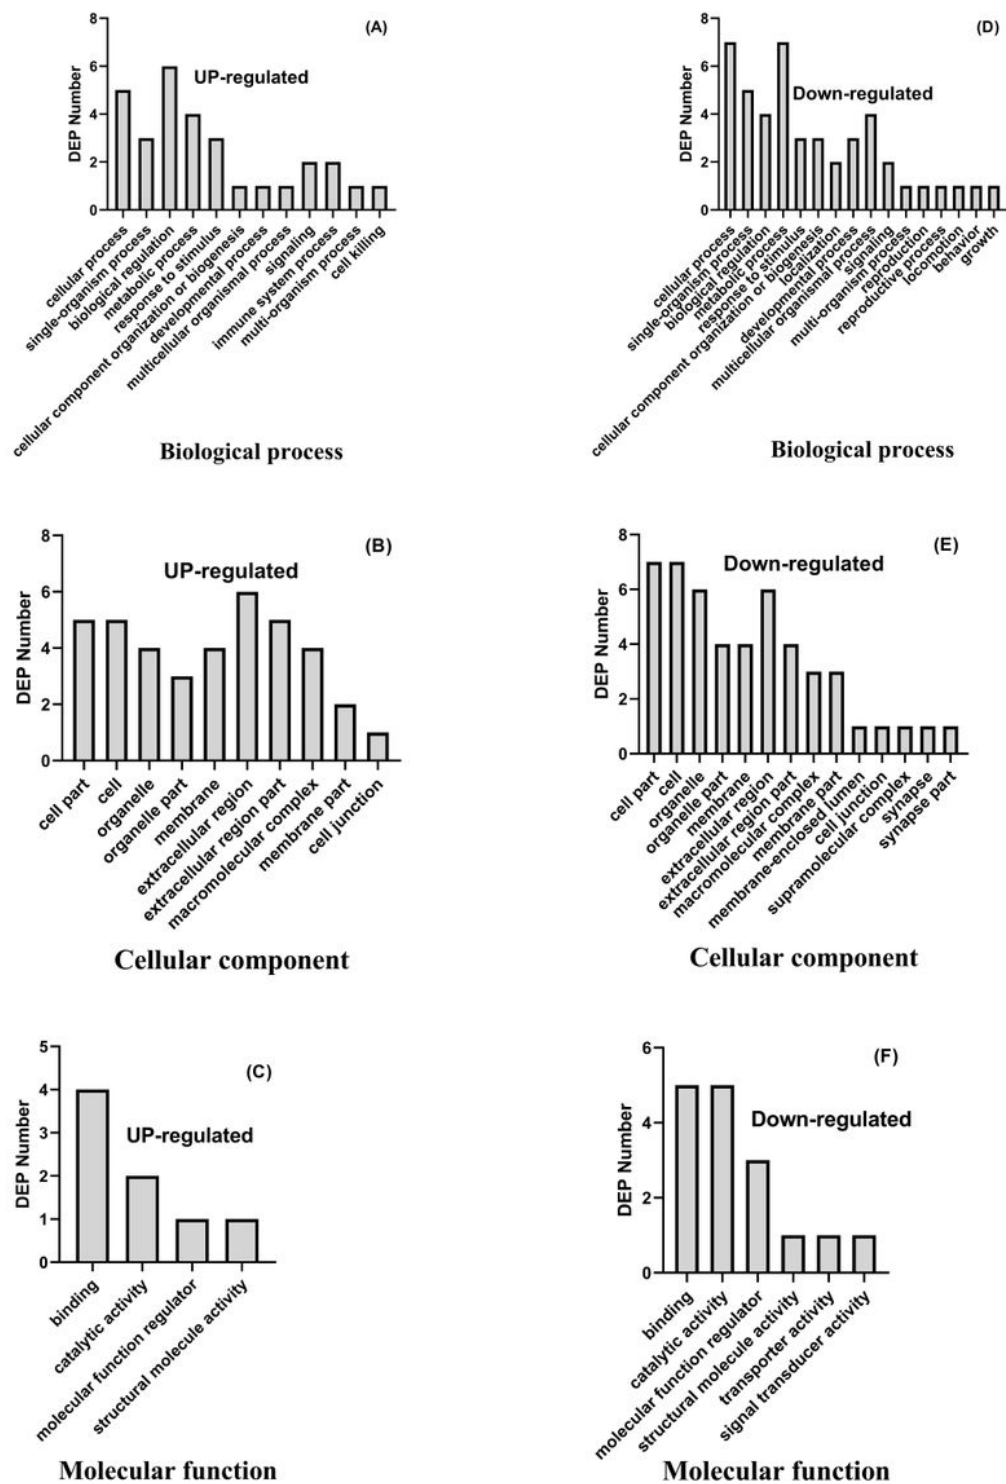 (A)
UP-regulated
DEP Number
8
6
4
2
0
cellular process
single-organism process
biological regulation
metabolic process
response to stimulus
cellular component organization or biogenesis
developmental process
multicellular organismal process
signaling
immune system process
multi-organism process
cell killing
Biological process
(D)
Down-regulated
DEP Number
8
6
4
2
0
cellular process
single-organism process
biological regulation
metabolic process
response to stimulus
cellular component organization or biogenesis
localization
developmental process
multicellular organismal process
signaling
multi-organism process
reproduction
reproductive process
locomotion
behavior
growth
Biological process
(B)
UP-regulated
DEP Number
8
6
4
2
0
cell part
cell
organelle
organelle part
membrane
extracellular region
extracellular region part
macromolecular complex
membrane part
cell junction
Cellular component
(E)
Down-regulated
DEP Number
8
6
4
2
0
cell part
cell
organelle
organelle part
membrane
extracellular region
extracellular region part
macromolecular complex
membrane part
membrane-enclosed lumen
cell junction
supramolecular complex
synapse
synapse part
Cellular component
(C)
UP-regulated
DEP Number
5
4
3
2
1
0
binding
catalytic activity
molecular function regulator
structural molecule activity
Molecular function
(F)
Down-regulated
DEP Number
6
4
2
0
binding
catalytic activity
molecular function regulator
structural molecule activity
transporter activity
signal transducer activity
Molecular function